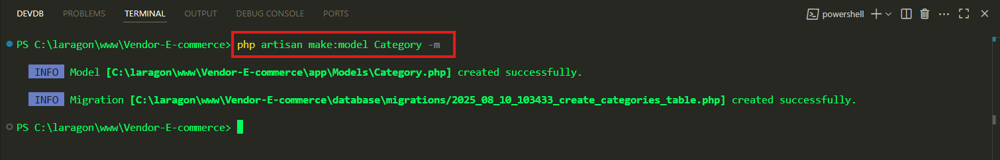 DEVDB PROBLEMS TERMINAL OUTPUT DEBUG CONSOLE PORTS powershell
PS C:\laragon\www\Vendor-E-commerce> php artisan make:model Category -m
INFO Model [C:\laragon\www\Vendor-E-commerce\app\Models\Category.php] created successfully.
INFO Migration [C:\laragon\www\Vendor-E-commerce\database\migrations/2025_08_10_103433_create_categories_table.php] created successfully.
PS C:\laragon\www\Vendor-E-commerce>